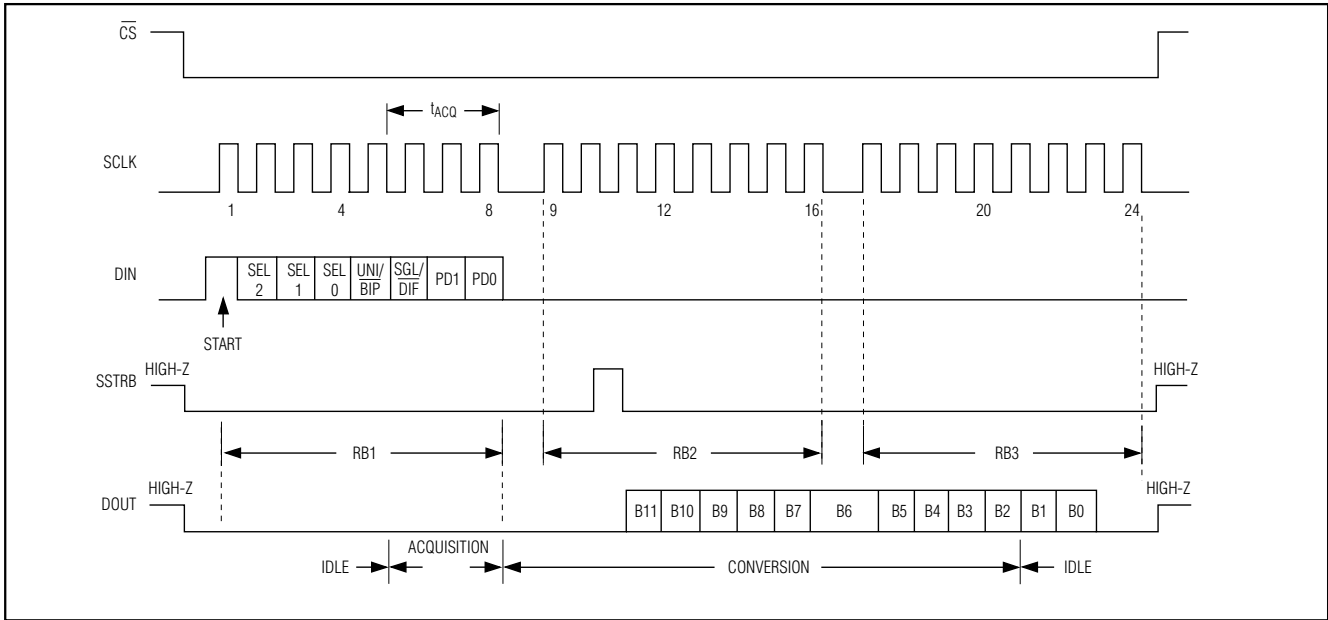 CS
tACQ
SCLK
1 4 8 9 12 16 20 24
DIN
SEL 2
SEL 1
SEL 0
UNI/BIP
SGL/DIF
PD1
PD0
START
HIGH-Z HIGH-Z
SSTRB
RB1 RB2 RB3
HIGH-Z HIGH-Z
DOUT
B11 B10 B9 B8 B7 B6 B5 B4 B3 B2 B1 B0
IDLE ACQUISITION CONVERSION IDLE